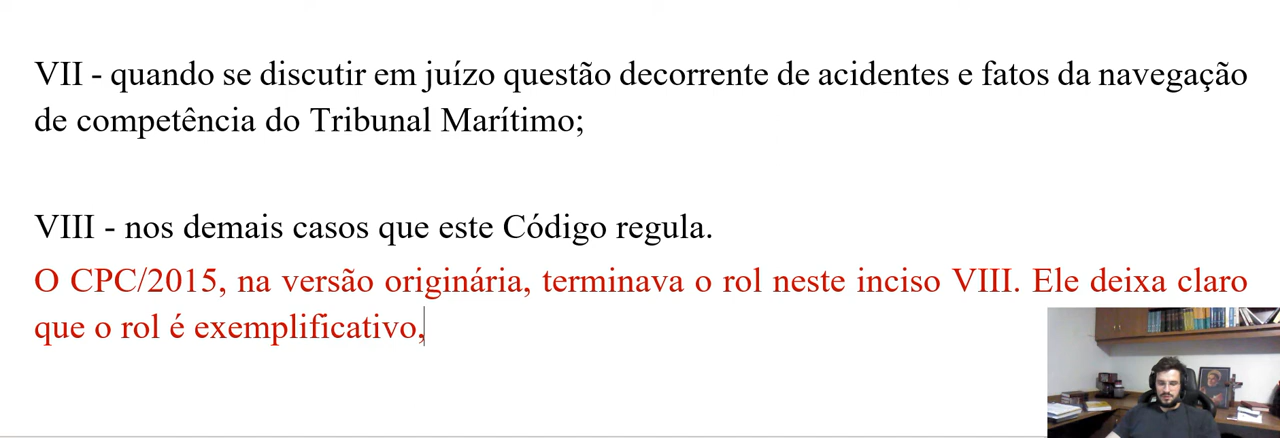 VII - quando se discutir em juízo questão decorrente de acidentes e fatos da navegação
de competência do Tribunal Marítimo;
VIII - nos demais casos que este Código regula.
O CPC/2015, na versão originária, terminava o rol neste inciso VIII. Ele deixa claro
que o rol é exemplificativo,